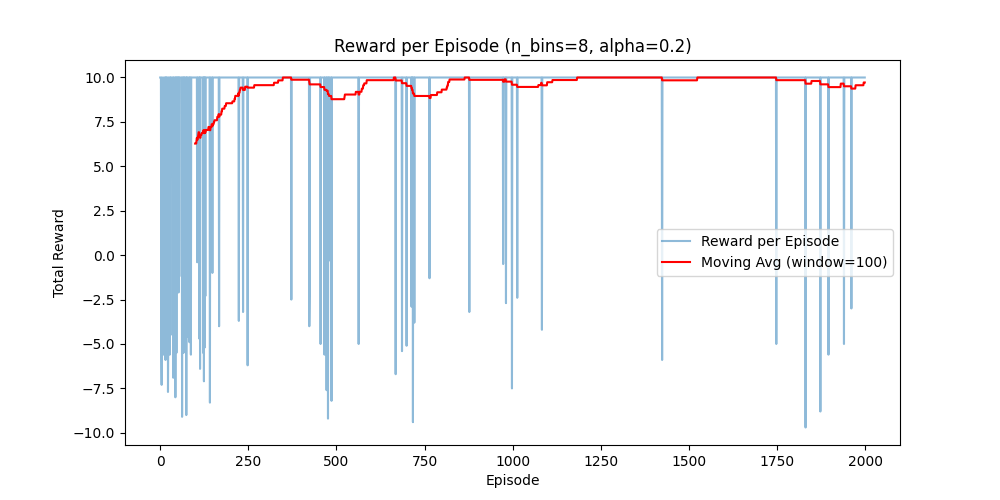 Reward per Episode (n_bins=8, alpha=0.2)
Total Reward
10.0
7.5
5.0
2.5
0.0
−2.5
−5.0
−7.5
−10.0
Reward per Episode
Moving Avg (window=100)
0 250 500 750 1000 1250 1500 1750 2000
Episode